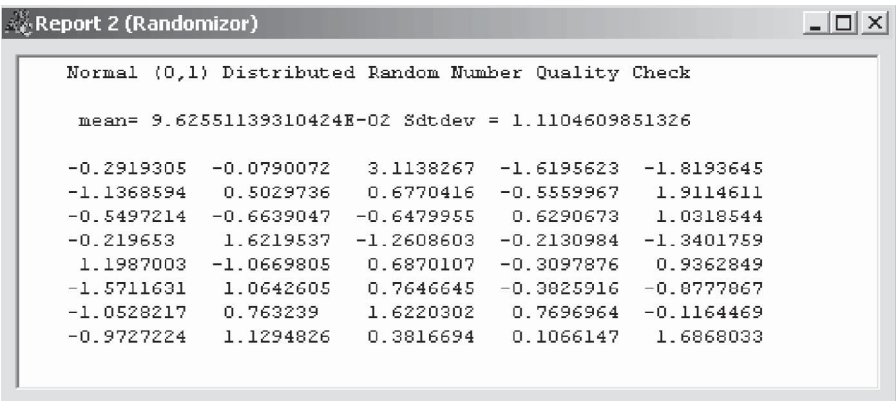 Report 2 (Randomizor)
Normal (0,1) Distributed Random Number Quality Check
mean= 9.62551139310424E-02 Sdtdev = 1.1104609851326
-0.2919305 -0.0790072 3.1138267 -1.6195623 -1.8193645
-1.1368594 0.5029736 0.6770416 -0.5559967 1.9114611
-0.5497214 -0.6639047 -0.6479955 0.6290673 1.0318544
-0.219653 1.6219537 -1.2608603 -0.2130984 -1.3401759
1.1987003 -1.0669805 0.6870107 -0.3097876 0.9362849
-1.5711631 1.0642605 0.7646645 -0.3825916 -0.8777867
-1.0528217 0.763239 1.6220302 0.7696964 -0.1164469
-0.9727224 1.1294826 0.3816694 0.1066147 1.6868033